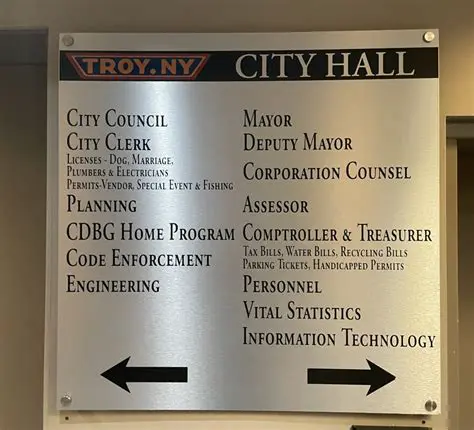 TROY.NY CITY HALL
CITY COUNCIL
CITY CLERK
LICENSES - DOG, MARRIAGE,
PLUMBERS & ELECTRICIANS
PERMITS-VENDOR, SPECIAL EVENT & FISHING
PLANNING
CDBG HOME PROGRAM
CODE ENFORCEMENT
ENGINEERING
MAYOR
DEPUTY MAYOR
CORPORATION COUNSEL
ASSESSOR
COMPTROLLER & TREASURER
TAX BILLS, WATER BILLS, RECYCLING BILLS
PARKING TICKETS, HANDICAPPED PERMITS
PERSONNEL
VITAL STATISTICS
INFORMATION TECHNOLOGY